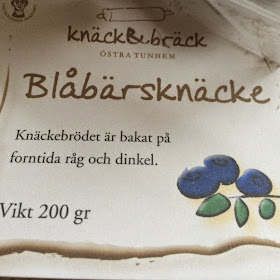 knäck&bräck
ÖSTRA TUNHEM
Blåbärsknäcke
Knäckebrödet är bakat på
forntida råg och dinkel.
Vikt 200 gr